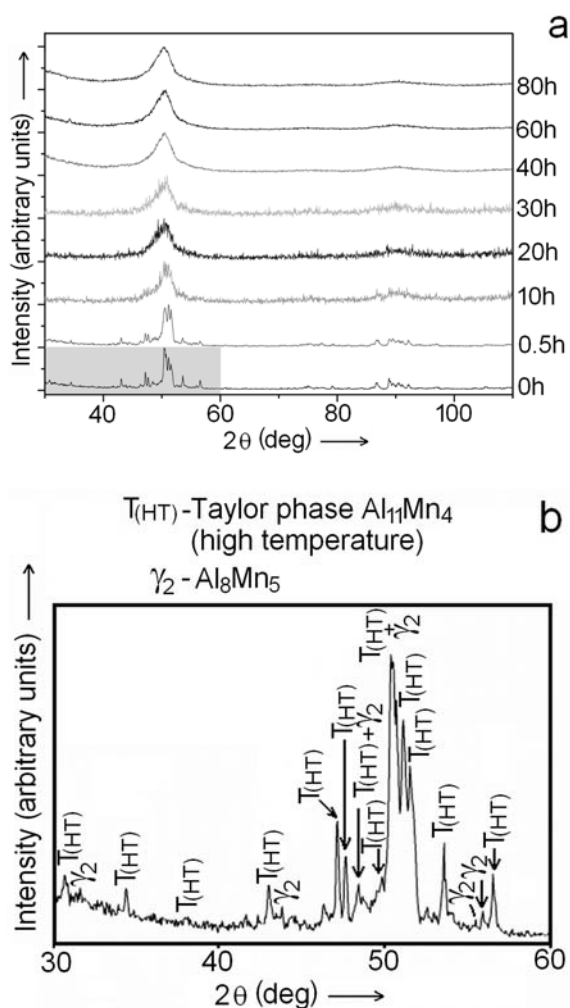 a
Intensity (arbitrary units)
80h
60h
40h
30h
20h
10h
0.5h
0h
40 60 80 100
2θ (deg)
b
T(HT) -Taylor phase Al11Mn4
(high temperature)
γ2 - Al8Mn5
Intensity (arbitrary units)
T(HT)
γ2
T(HT)
T(HT)
T(HT)
γ2
T(HT)
T(HT)
T(HT)+γ2
T(HT)
T(HT)+γ2
T(HT)
T(HT)
T(HT)
γ2
γ2
T(HT)
30 40 50 60
2θ (deg)